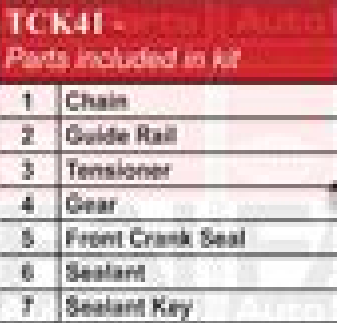 TCK41 -
Parts included in kit
1 Chain
2 Guide Rail
3 Tensioner
4 Gear
5 Front Crank Seal
6 Sealant
7 Sealant Key